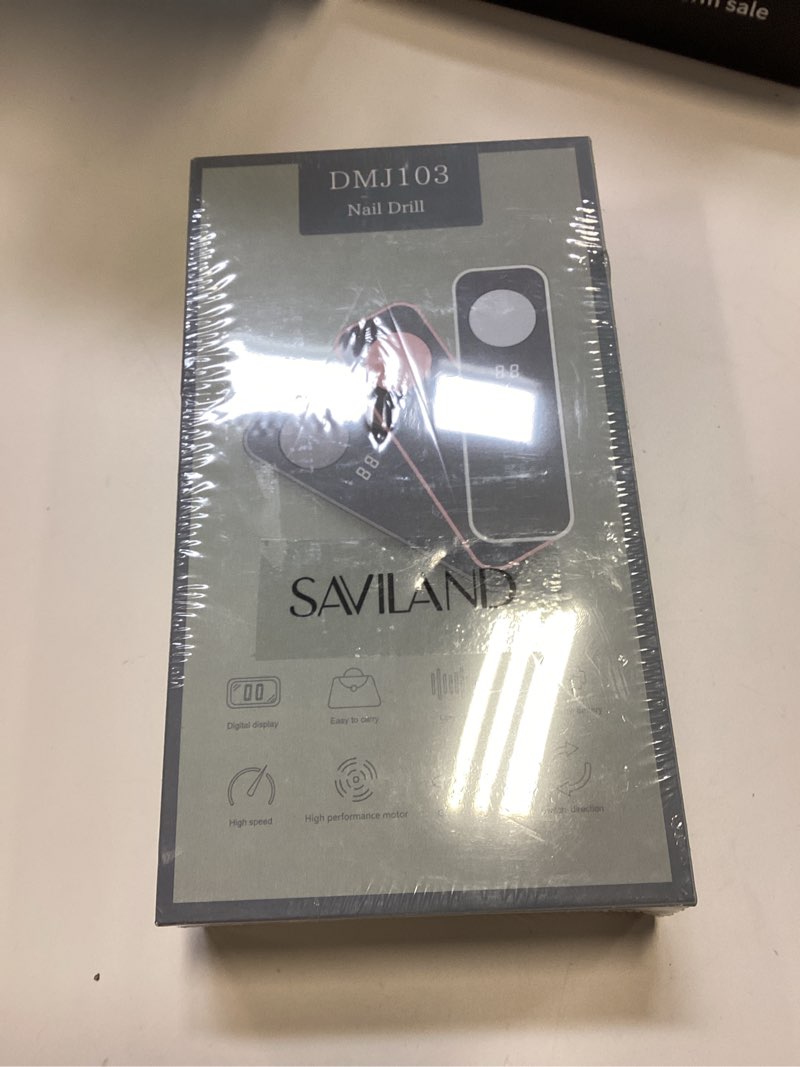 sale
DMJ103
Nail Drill
88
88
SAVILAND
Digital display
Easy to carry
High speed
High performance motor
direction